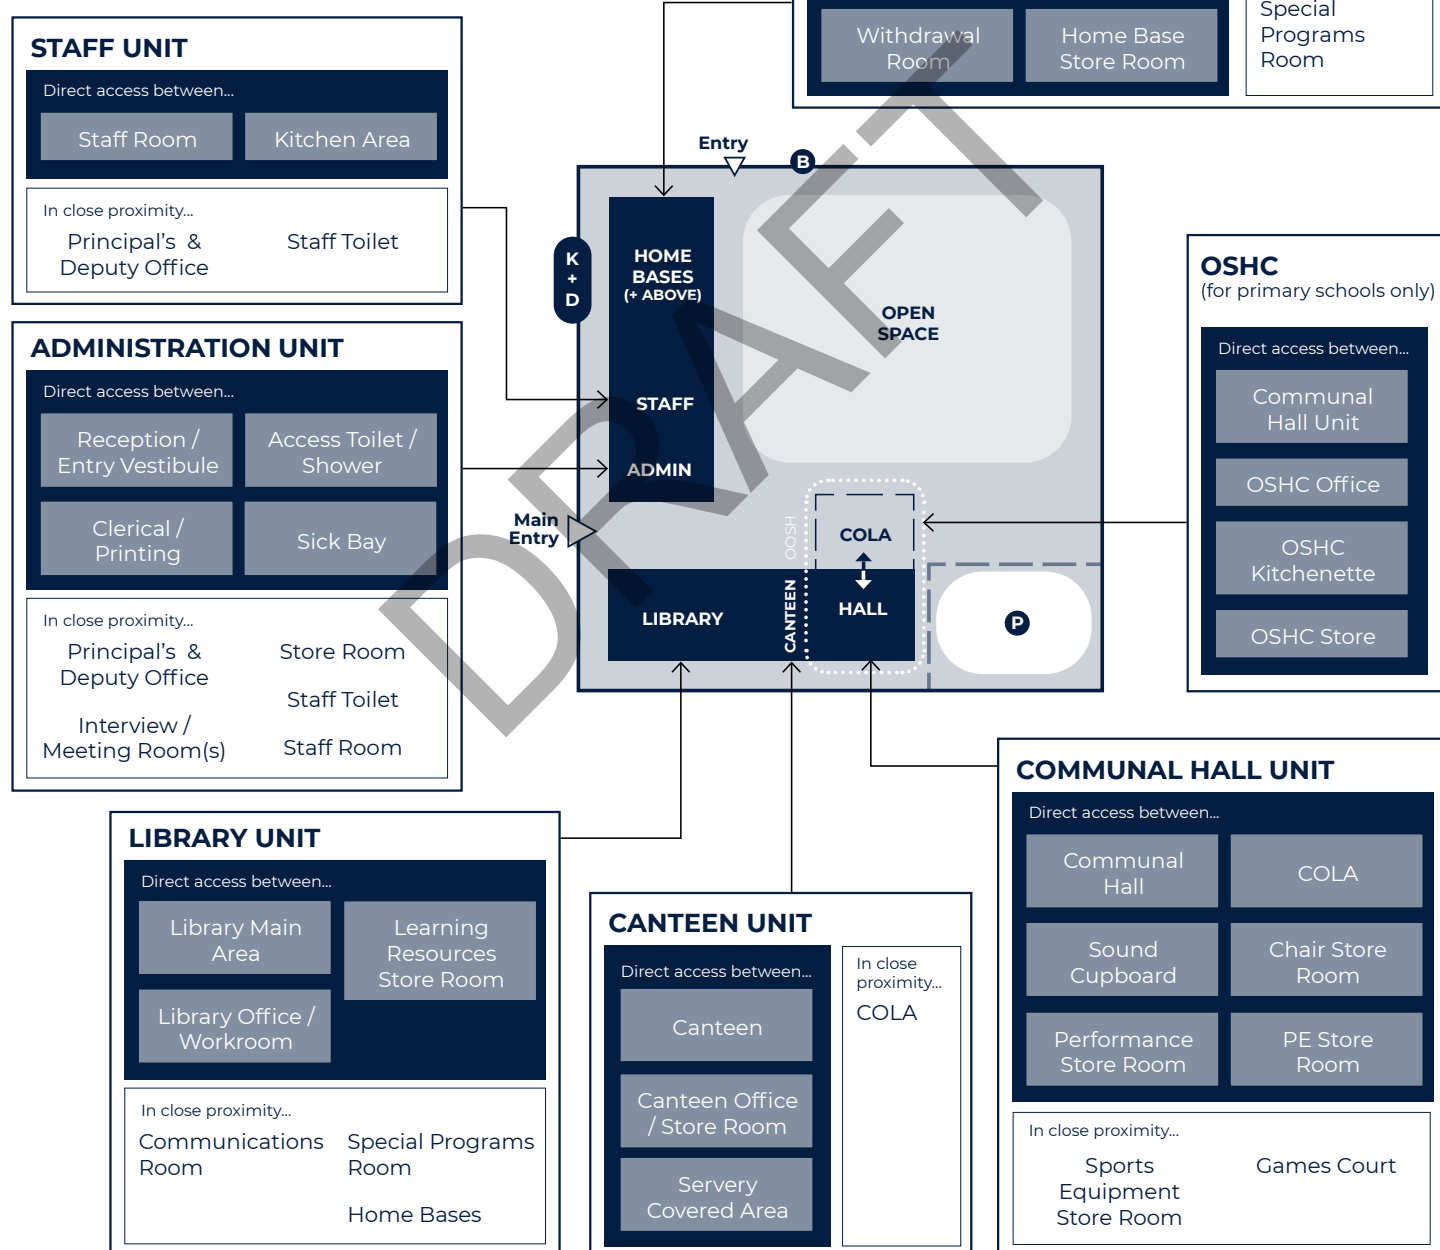 Withdrawal
Room
Home Base
Store Room
Special
Programs
Room
STAFF UNIT
Direct access between...
Staff Room
Kitchen Area
In close proximity...
Principal's &
Deputy Office
Staff Toilet
ADMINISTRATION UNIT
Direct access between...
Reception /
Entry Vestibule
Access Toilet /
Shower
Clerical /
Printing
Sick Bay
In close proximity...
Principal's &
Deputy Office
Interview /
Meeting Room(s)
Store Room
Staff Toilet
Staff Room
Entry
B
K
+
D
HOME
BASES
(+ ABOVE)
OPEN
SPACE
STAFF
ADMIN
Main
Entry
OOSH
COLA
CANTEEN
HALL
LIBRARY
P
DRAFT
OSHC
(for primary schools only)
Direct access between...
Communal
Hall Unit
OSHC Office
OSHC
Kitchenette
OSHC Store
LIBRARY UNIT
Direct access between...
Library Main
Area
Learning
Resources
Store Room
Library Office /
Workroom
In close proximity...
Communications
Room
Special Programs
Room
Home Bases
CANTEEN UNIT
Direct access between...
Canteen
Canteen Office
/ Store Room
Servery
Covered Area
In close
proximity...
COLA
COMMUNAL HALL UNIT
Direct access between...
Communal
Hall
COLA
Sound
Cupboard
Chair Store
Room
Performance
Store Room
PE Store
Room
In close proximity...
Sports
Equipment
Store Room
Games Court